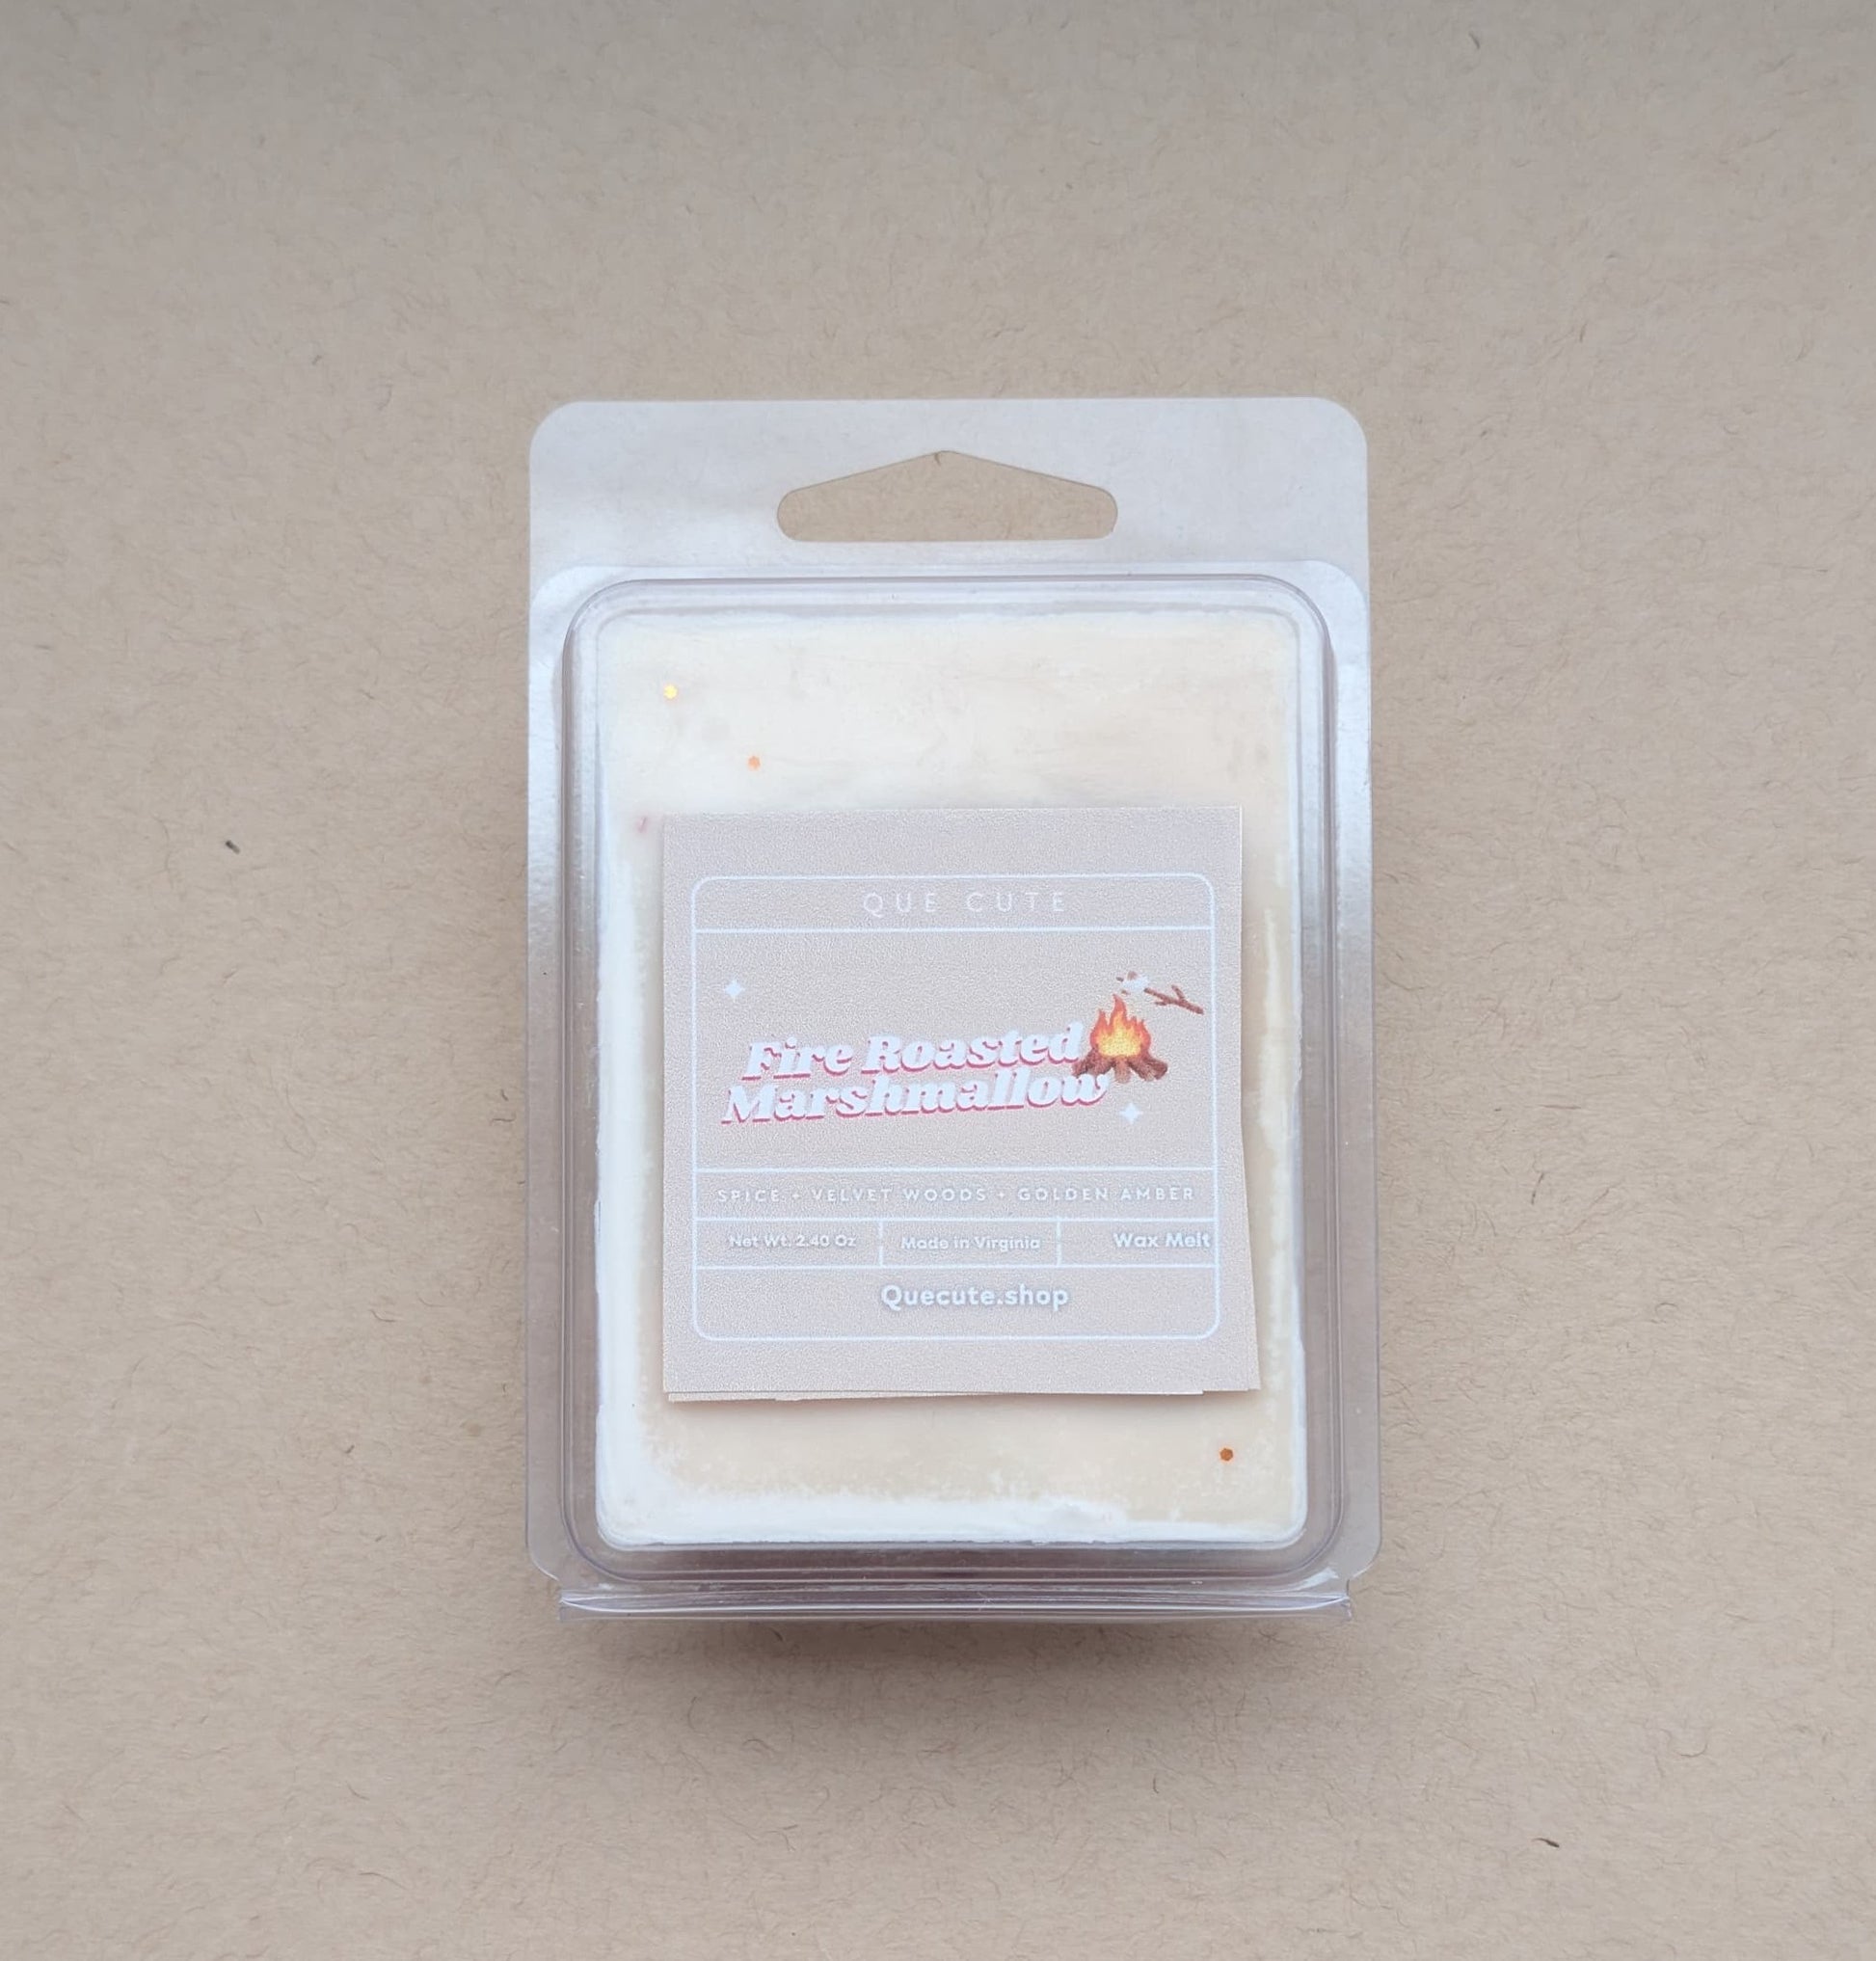 QUE CUTE
Fire Roasted
Marshmallow
SPICE + VELVET WOODS + GOLDEN AMBER
Net Wt. 2.40 Oz
Made in Virginia
Wax Melt
Quecute.shop